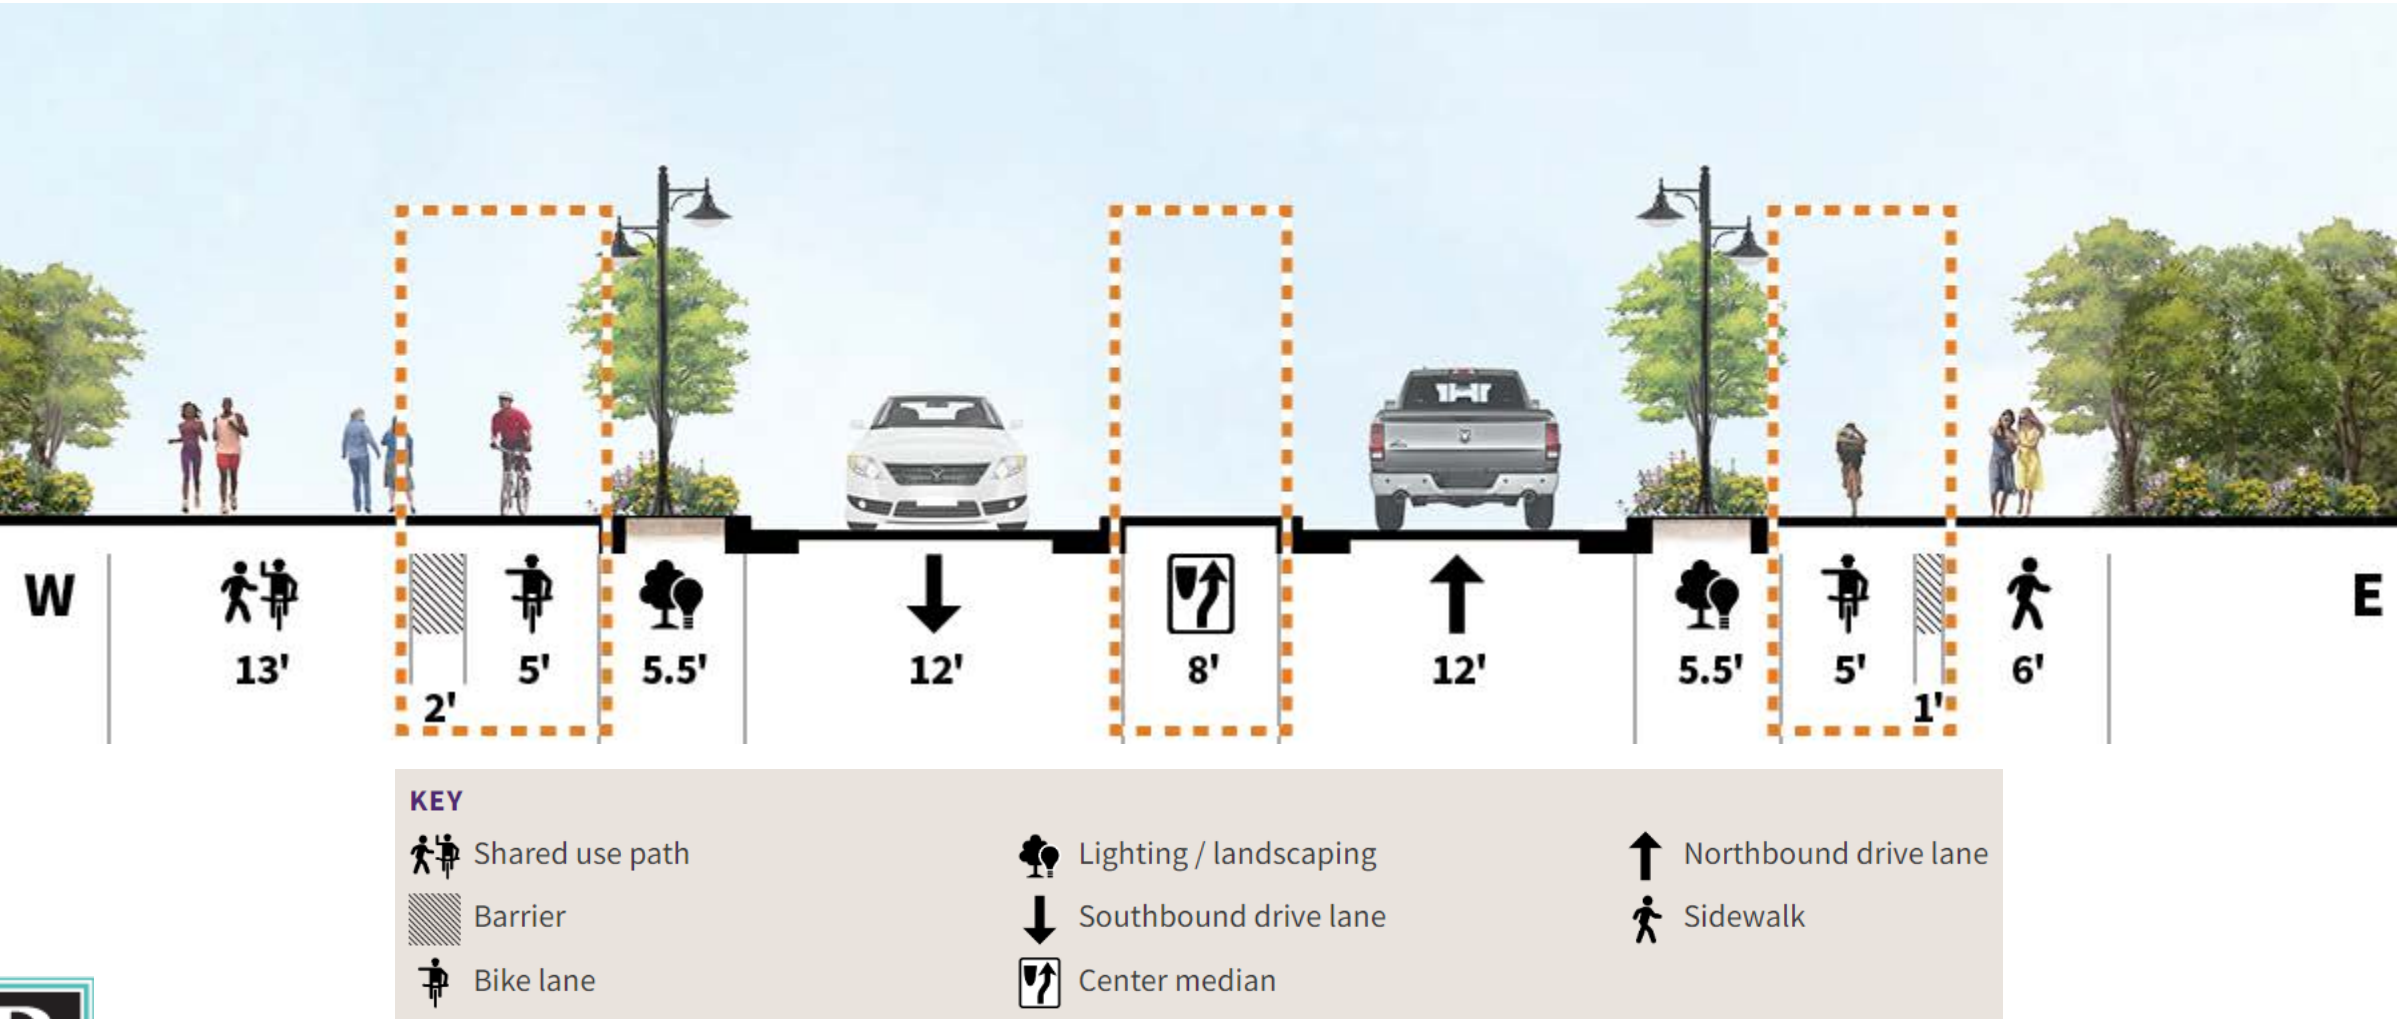 W
13'
2'
5'
5.5'
12'
8'
12'
5.5'
5'
1'
6'
E
KEY
Shared use path
Barrier
Bike lane
Lighting / landscaping
Southbound drive lane
Center median
Northbound drive lane
Sidewalk